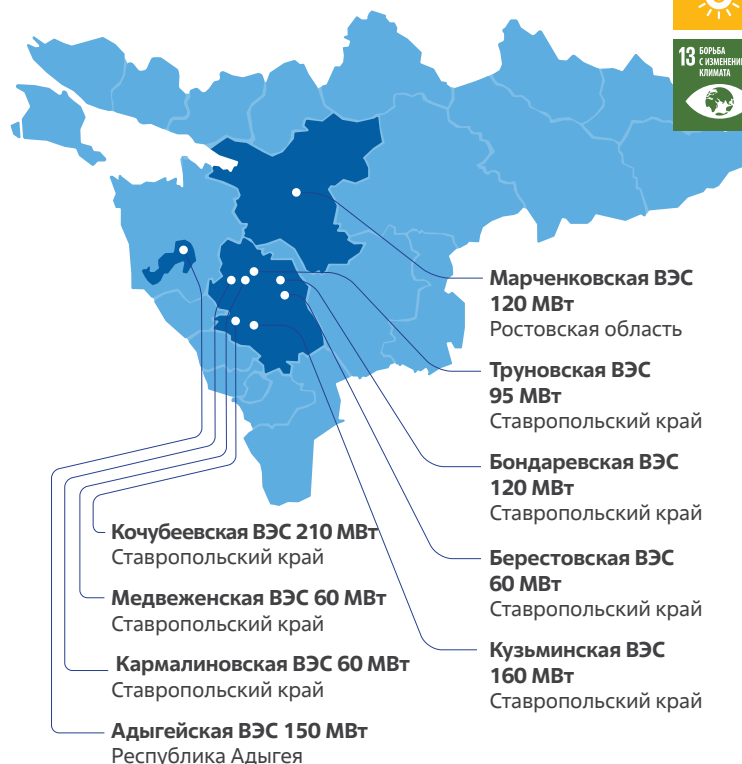 13 БОРЬБА
С ИЗМЕНЕНИЕМ
КЛИМАТА
Марченковская ВЭС
120 МВт
Ростовская область
Труновская ВЭС
95 МВт
Ставропольский край
Бондаревская ВЭС
120 МВт
Ставропольский край
Берестовская ВЭС
60 МВт
Ставропольский край
Кузьминская ВЭС
160 МВт
Ставропольский край
Кочубеевская ВЭС 210 МВт
Ставропольский край
Медвеженская ВЭС 60 МВт
Ставропольский край
Кармалиновская ВЭС 60 МВт
Ставропольский край
Адыгейская ВЭС 150 МВт
Республика Адыгея